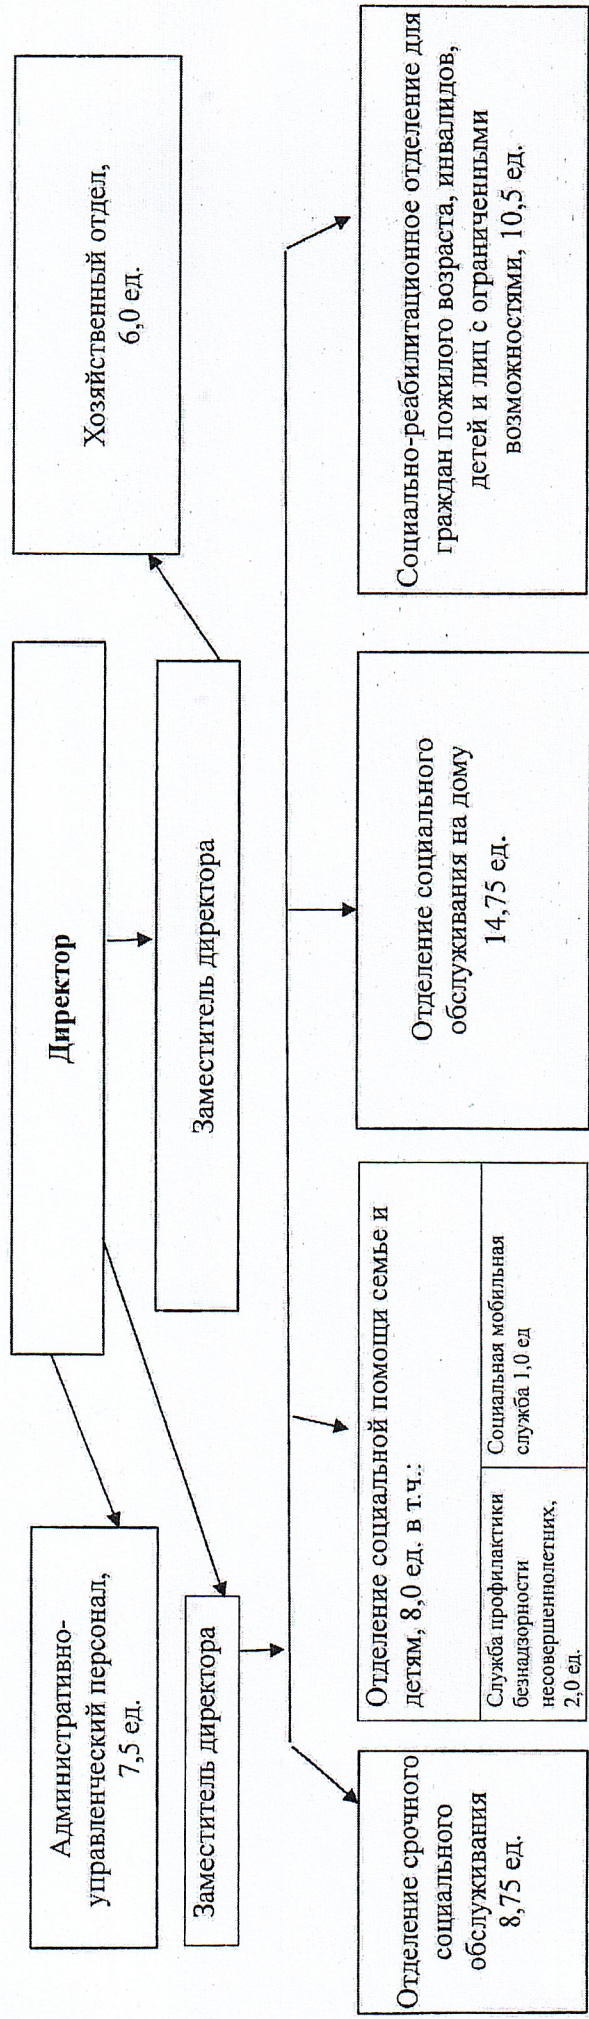 Директор
Административно-
управленческий персонал,
7,5 ед.
Хозяйственный отдел,
6,0 ед.
Заместитель директора
Заместитель директора
Отделение срочного
социального
обслуживания
8,75 ед.
Отделение социальной помощи семье и
детям, 8,0 ед. в т.ч.:
Служба профилактики
безнадзорности
несовершеннолетних,
2,0 ед.
Социальная мобильная
служба 1,0 ед
Отделение социального
обслуживания на дому
14,75 ед.
Социально-реабилитационное отделение для
граждан пожилого возраста, инвалидов,
детей и лиц с ограниченными
возможностями, 10,5 ед.